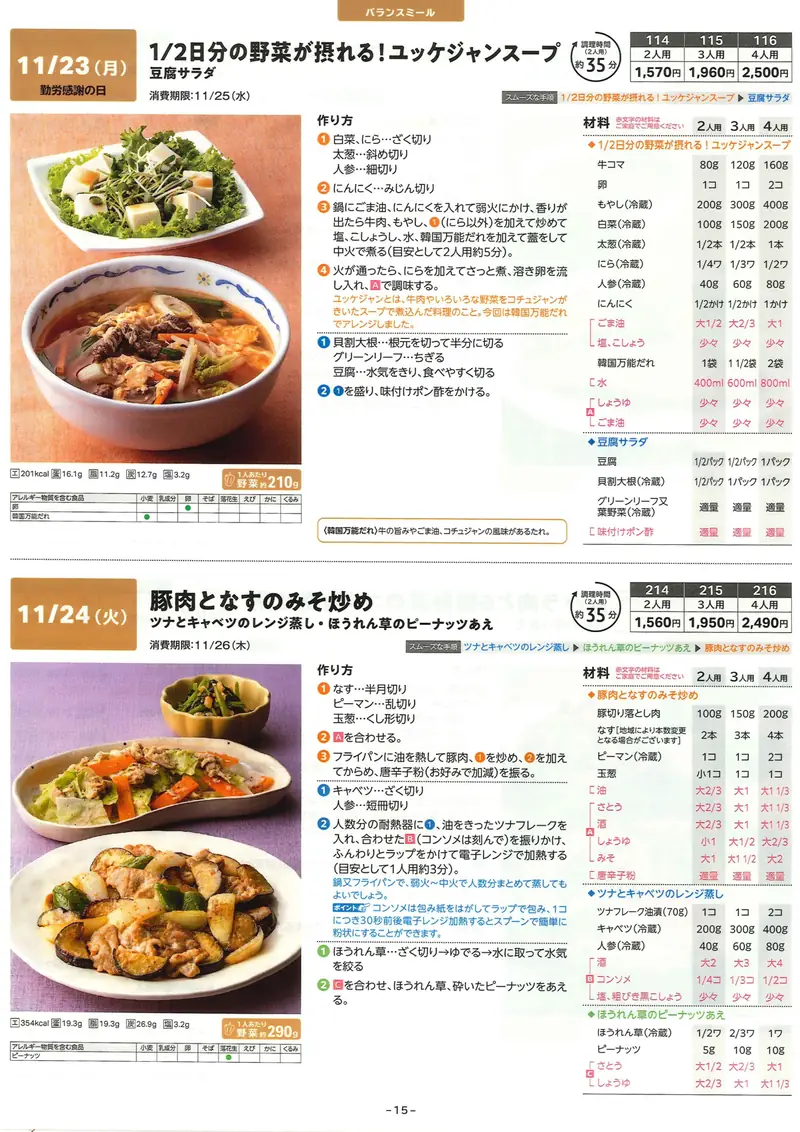 バランスミール
11/23(月)
勤労感謝の日
1/2日分の野菜が摂れる!ユッケジャンスープ
豆腐サラダ
消費期限:11/25(水)
調理時間
(2人用)
約35分
114 115 116
2人用 3人用 4人用
1,570円 1,960円 2,500円
スムーズな手順 1/2日分の野菜が摂れる!ユッケジャンスープ ▶ 豆腐サラダ
作り方
1 白菜、にら…ざく切り
太葱…斜め切り
人参…細切り
2 にんにく…みじん切り
3 鍋にごま油、にんにくを入れて弱火にかけ、香りが
出たら牛肉、もやし、1(にら以外)を加えて炒めて
塩、こしょうし、水、韓国万能だれを加えて蓋をして
中火で煮る(目安として2人用約5分)。
4 火が通ったら、にらを加えてさっと煮、溶き卵を流
し入れ、Aで調味する。
ユッケジャンとは、牛肉やいろいろな野菜をコチュジャンが
きいたスープで煮込んだ料理のこと。今回は韓国万能だれ
でアレンジしました。
1 貝割大根…根元を切って半分に切る
グリーンリーフ…ちぎる
豆腐…水気をきり、食べやすく切る
2 1を盛り、味付けポン酢をかける。
〈韓国万能だれ〉牛の旨みやごま油、コチュジャンの風味があるたれ。
材料 赤文字の材料は
ご家庭でご用意ください 2人用 3人用 4人用
◆1/2日分の野菜が摂れる!ユッケジャンスープ
牛コマ 80g 120g 160g
卵 1コ 1コ 2コ
もやし(冷蔵) 200g 300g 400g
白菜(冷蔵) 100g 150g 200g
太葱(冷蔵) 1/2本 1/2本 1本
にら(冷蔵) 1/4ワ 1/3ワ 1/2ワ
人参(冷蔵) 40g 60g 80g
にんにく 1/2かけ 1/2かけ 1かけ
ごま油 大1/2 大2/3 大1
塩、こしょう 少々 少々 少々
韓国万能だれ 1袋 1 1/2袋 2袋
水 400ml 600ml 800ml
A しょうゆ 少々 少々 少々
ごま油 少々 少々 少々
◆豆腐サラダ
豆腐 1/2パック 1/2パック 1パック
貝割大根(冷蔵) 1/2パック 1パック 1パック
グリーンリーフ又
葉野菜(冷蔵) 適量 適量 適量
味付けポン酢 適量 適量 適量
エ201kcal 蛋16.1g 脂11.2g 炭12.7g 塩3.2g
1人あたり
野菜約210g
アレルギー物質を含む食品 小麦 乳成分 卵 そば 落花生 えび かに くるみ
卵 ●
韓国万能だれ ●
11/24(火)
豚肉となすのみそ炒め
ツナとキャベツのレンジ蒸し・ほうれん草のピーナッツあえ
消費期限:11/26(木)
調理時間
(2人用)
約35分
214 215 216
2人用 3人用 4人用
1,560円 1,950円 2,490円
スムーズな手順 ツナとキャベツのレンジ蒸し ▶ ほうれん草のピーナッツあえ ▶ 豚肉となすのみそ炒め
作り方
1 なす…半月切り
ピーマン…乱切り
玉葱…くし形切り
2 Aを合わせる。
3 フライパンに油を熱して豚肉、1を炒め、2を加え
てからめ、唐辛子粉(お好みで加減)を振る。
1 キャベツ…ざく切り
人参…短冊切り
2 人数分の耐熱器に1、油をきったツナフレークを
入れ、合わせたB(コンソメは刻んで)を振りかけ、
ふんわりとラップをかけて電子レンジで加熱する
(目安として1人用約3分)。
鍋又フライパンで、弱火〜中火で人数分まとめて蒸しても
よいでしょう。
ポイント コンソメは包み紙をはがしてラップで包み、1コ
につき30秒前後電子レンジ加熱するとスプーンで簡単に
粉状にすることができます。
1 ほうれん草…ざく切り→ゆでる→水に取って水気
を絞る
2 Cを合わせ、ほうれん草、砕いたピーナッツをあえ
る。
材料 赤文字の材料は
ご家庭でご用意ください 2人用 3人用 4人用
◆豚肉となすのみそ炒め
豚切り落とし肉 100g 150g 200g
なす[地域により本数変更
となる場合がございます] 2本 3本 4本
ピーマン(冷蔵) 1コ 1コ 2コ
玉葱 小1コ 1コ 1コ
油 大2/3 大1 大1 1/3
A さとう 大2/3 大1 大1 1/3
酒 大2/3 大1 大1 1/3
しょうゆ 小1 大1/2 大2/3
みそ 大1 大1 1/2 大2
唐辛子粉 適量 適量 適量
◆ツナとキャベツのレンジ蒸し
ツナフレーク油漬(70g) 1コ 1コ 2コ
キャベツ(冷蔵) 200g 300g 400g
人参(冷蔵) 40g 60g 80g
B 酒 大2 大3 大4
コンソメ 1/4コ 1/3コ 1/2コ
塩、粗びき黒こしょう 少々 少々 少々
◆ほうれん草のピーナッツあえ
ほうれん草(冷蔵) 1/2ワ 2/3ワ 1ワ
ピーナッツ 5g 10g 10g
C さとう 大1/2 大2/3 大1
しょうゆ 大2/3 大1 大1 1/3
エ354kcal 蛋19.3g 脂19.3g 炭26.9g 塩3.2g
1人あたり
野菜約290g
アレルギー物質を含む食品 小麦 乳成分 卵 そば 落花生 えび かに くるみ
ピーナッツ ●
-15-